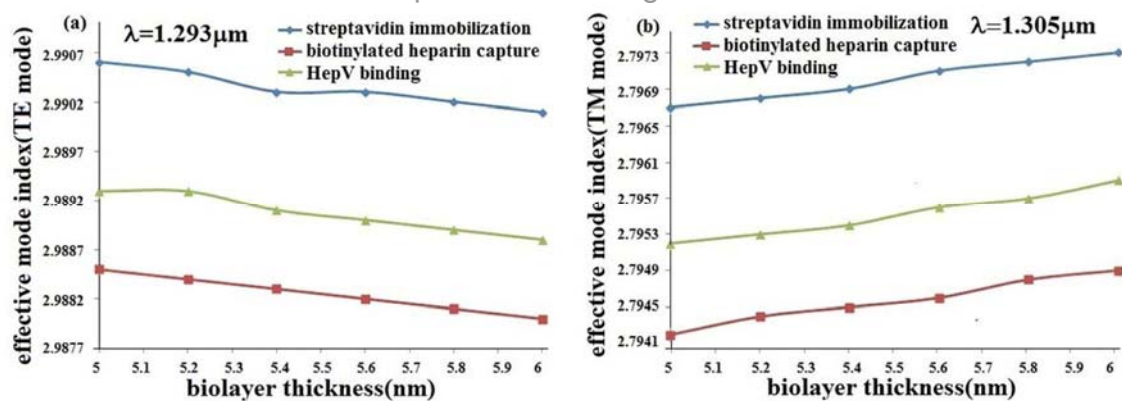 (a)
λ=1.293μm
streptavidin immobilization
biotinylated heparin capture
HepV binding
effective mode index(TE mode)
2.9907
2.9902
2.9897
2.9892
2.9887
2.9882
2.9877
5 5.1 5.2 5.3 5.4 5.5 5.6 5.7 5.8 5.9 6
biolayer thickness(nm)
(b)
λ=1.305μm
streptavidin immobilization
biotinylated heparin capture
HepV binding
effective mode index(TM mode)
2.7973
2.7969
2.7965
2.7961
2.7957
2.7953
2.7949
2.7945
2.7941
5 5.1 5.2 5.3 5.4 5.5 5.6 5.7 5.8 5.9 6
biolayer thickness(nm)